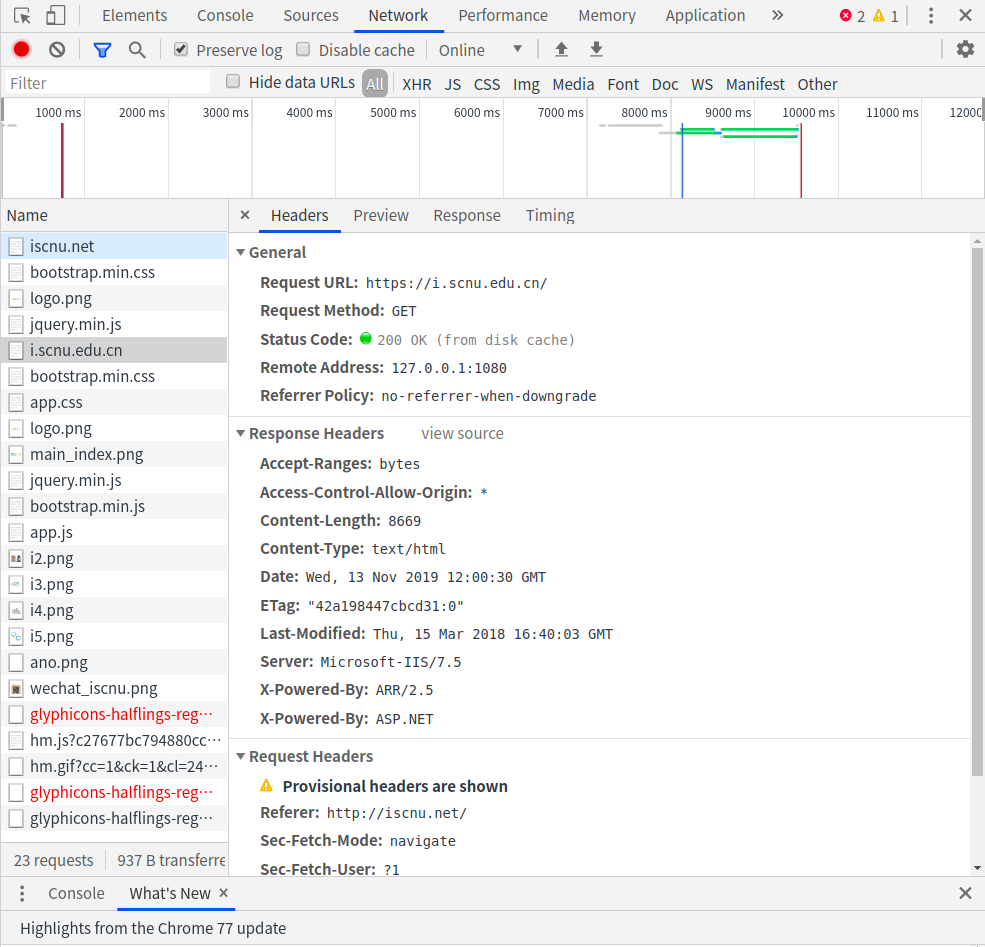 Elements Console Sources Network Performance Memory Application » 2 1
Preserve log Disable cache Online
Filter Hide data URLs All XHR JS CSS Img Media Font Doc WS Manifest Other
1000 ms 2000 ms 3000 ms 4000 ms 5000 ms 6000 ms 7000 ms 8000 ms 9000 ms 10000 ms 11000 ms 12000
Name
iscnu.net
bootstrap.min.css
logo.png
jquery.min.js
i.scnu.edu.cn
bootstrap.min.css
app.css
logo.png
main_index.png
jquery.min.js
bootstrap.min.js
app.js
i2.png
i3.png
i4.png
i5.png
ano.png
wechat_iscnu.png
glyphicons-halflings-reg…
hm.js?c27677bc794880cc…
hm.gif?cc=1&ck=1&cl=24…
glyphicons-halflings-reg…
glyphicons-halflings-reg…
23 requests 937 B transferre
× Headers Preview Response Timing
General
Request URL: https://i.scnu.edu.cn/
Request Method: GET
Status Code: 200 OK (from disk cache)
Remote Address: 127.0.0.1:1080
Referrer Policy: no-referrer-when-downgrade
Response Headers view source
Accept-Ranges: bytes
Access-Control-Allow-Origin: *
Content-Length: 8669
Content-Type: text/html
Date: Wed, 13 Nov 2019 12:00:30 GMT
ETag: "42a198447cbcd31:0"
Last-Modified: Thu, 15 Mar 2018 16:40:03 GMT
Server: Microsoft-IIS/7.5
X-Powered-By: ARR/2.5
X-Powered-By: ASP.NET
Request Headers
Provisional headers are shown
Referer: http://iscnu.net/
Sec-Fetch-Mode: navigate
Sec-Fetch-User: ?1
Console What's New ×
Highlights from the Chrome 77 update